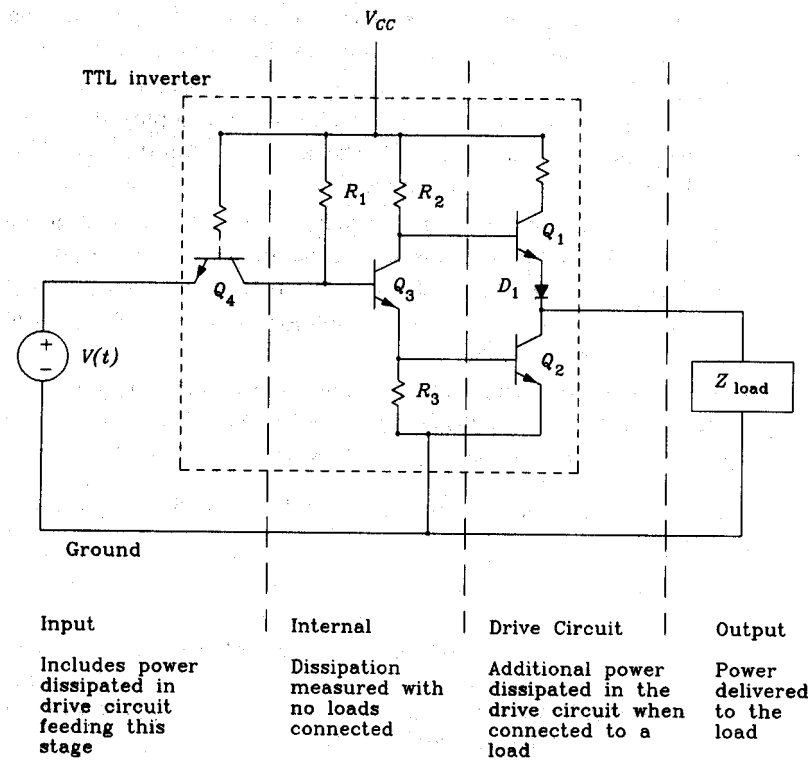 V_CC
TTL inverter
R_1
R_2
Q_1
Q_4
Q_3
D_1
V(t)
+
−
Q_2
R_3
Z_load
Ground
Input
Includes power
dissipated in
drive circuit
feeding this
stage
Internal
Dissipation
measured with
no loads
connected
Drive Circuit
Additional power
dissipated in the
drive circuit when
connected to a
load
Output
Power
delivered
to the
load